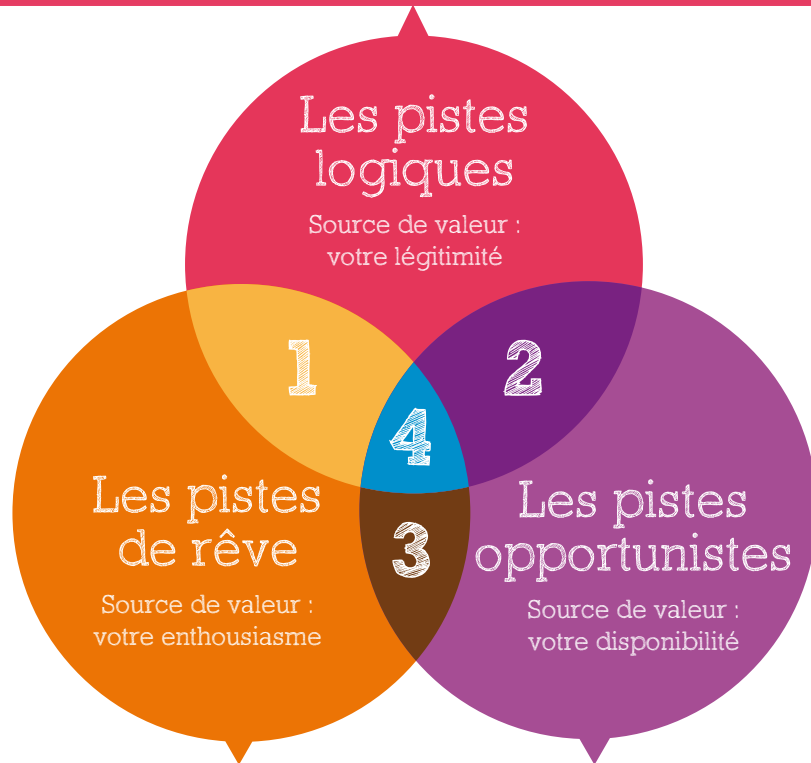 Les pistes
logiques
Source de valeur :
votre légitimité
1
2
4
Les pistes
de rêve
Source de valeur :
votre enthousiasme
3
Les pistes
opportunistes
Source de valeur :
votre disponibilité